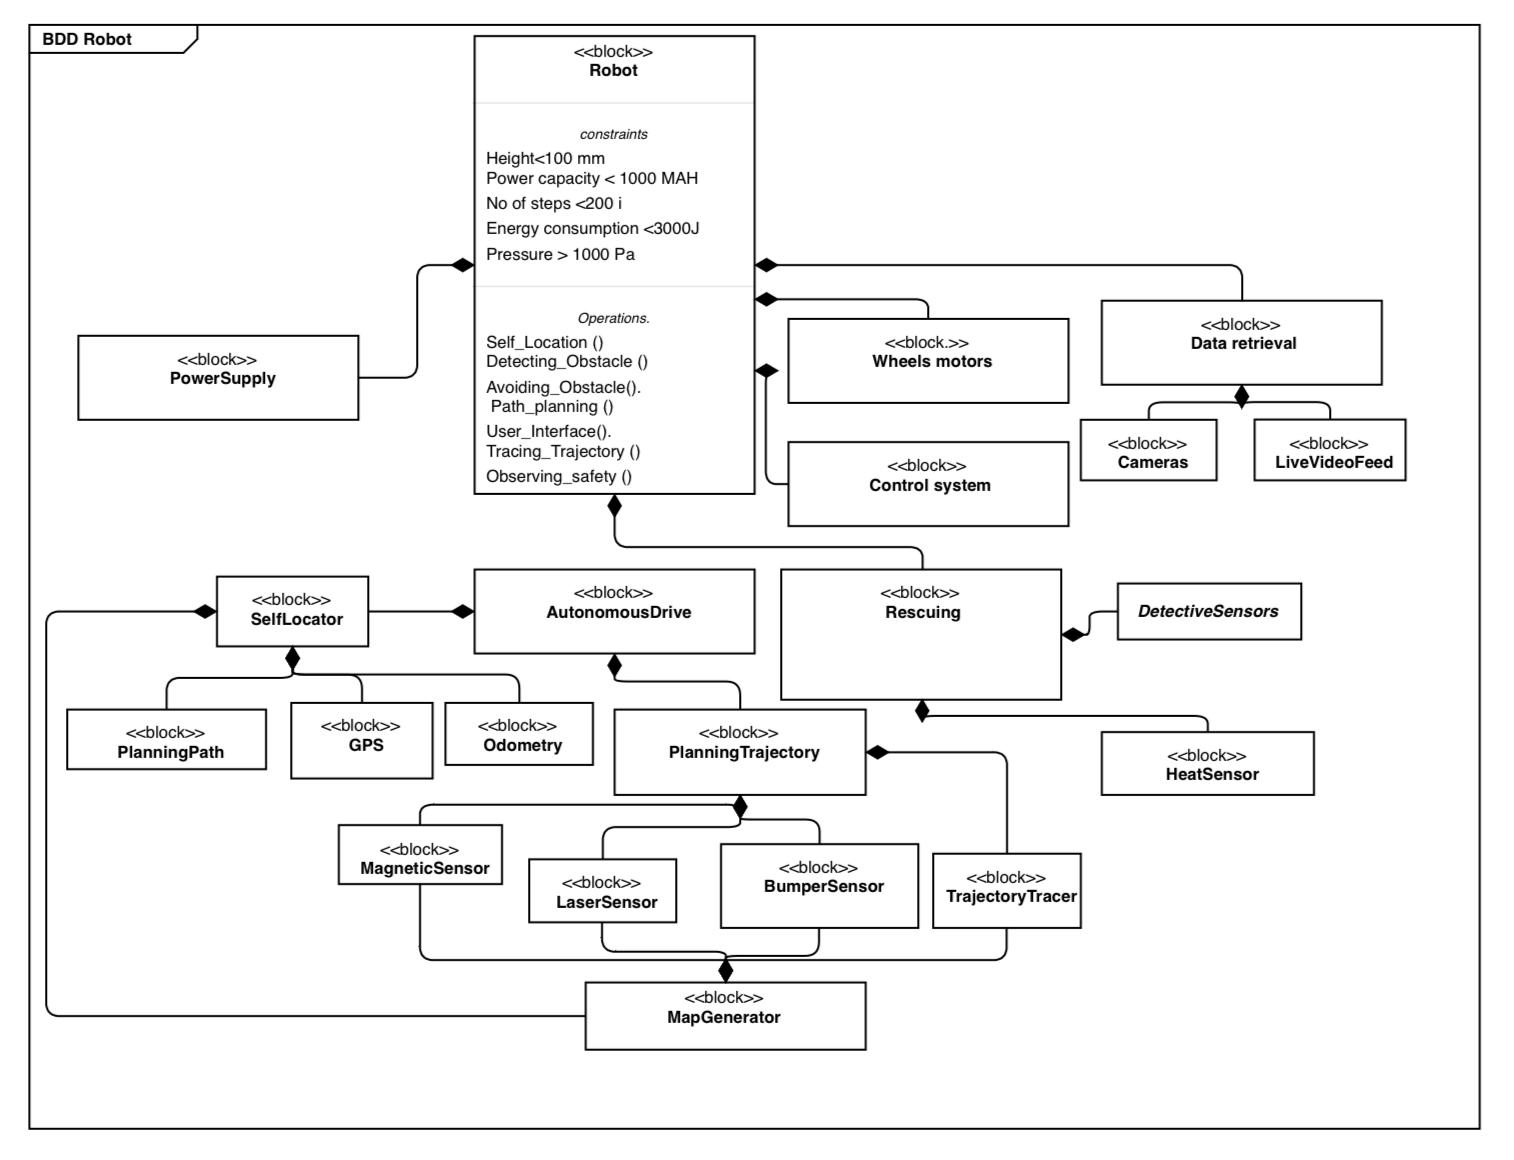 BDD Robot
<<block>>
Robot
constraints
Height<100 mm
Power capacity < 1000 MAH
No of steps <200 i
Energy consumption <3000J
Pressure > 1000 Pa
Operations.
Self_Location ()
Detecting_Obstacle ()
Avoiding_Obstacle().
Path_planning ()
User_Interface().
Tracing_Trajectory ()
Observing_safety ()
<<block>>
PowerSupply
<<block.>>
Wheels motors
<<block>>
Data retrieval
<<block>>
Cameras
<<block>>
LiveVideoFeed
<<block>>
Control system
<<block>>
SelfLocator
<<block>>
AutonomousDrive
<<block>>
Rescuing
DetectiveSensors
<<block>>
PlanningPath
<<block>>
GPS
<<block>>
Odometry
<<block>>
PlanningTrajectory
<<block>>
HeatSensor
<<block>>
MagneticSensor
<<block>>
LaserSensor
<<block>>
BumperSensor
<<block>>
TrajectoryTracer
<<block>>
MapGenerator